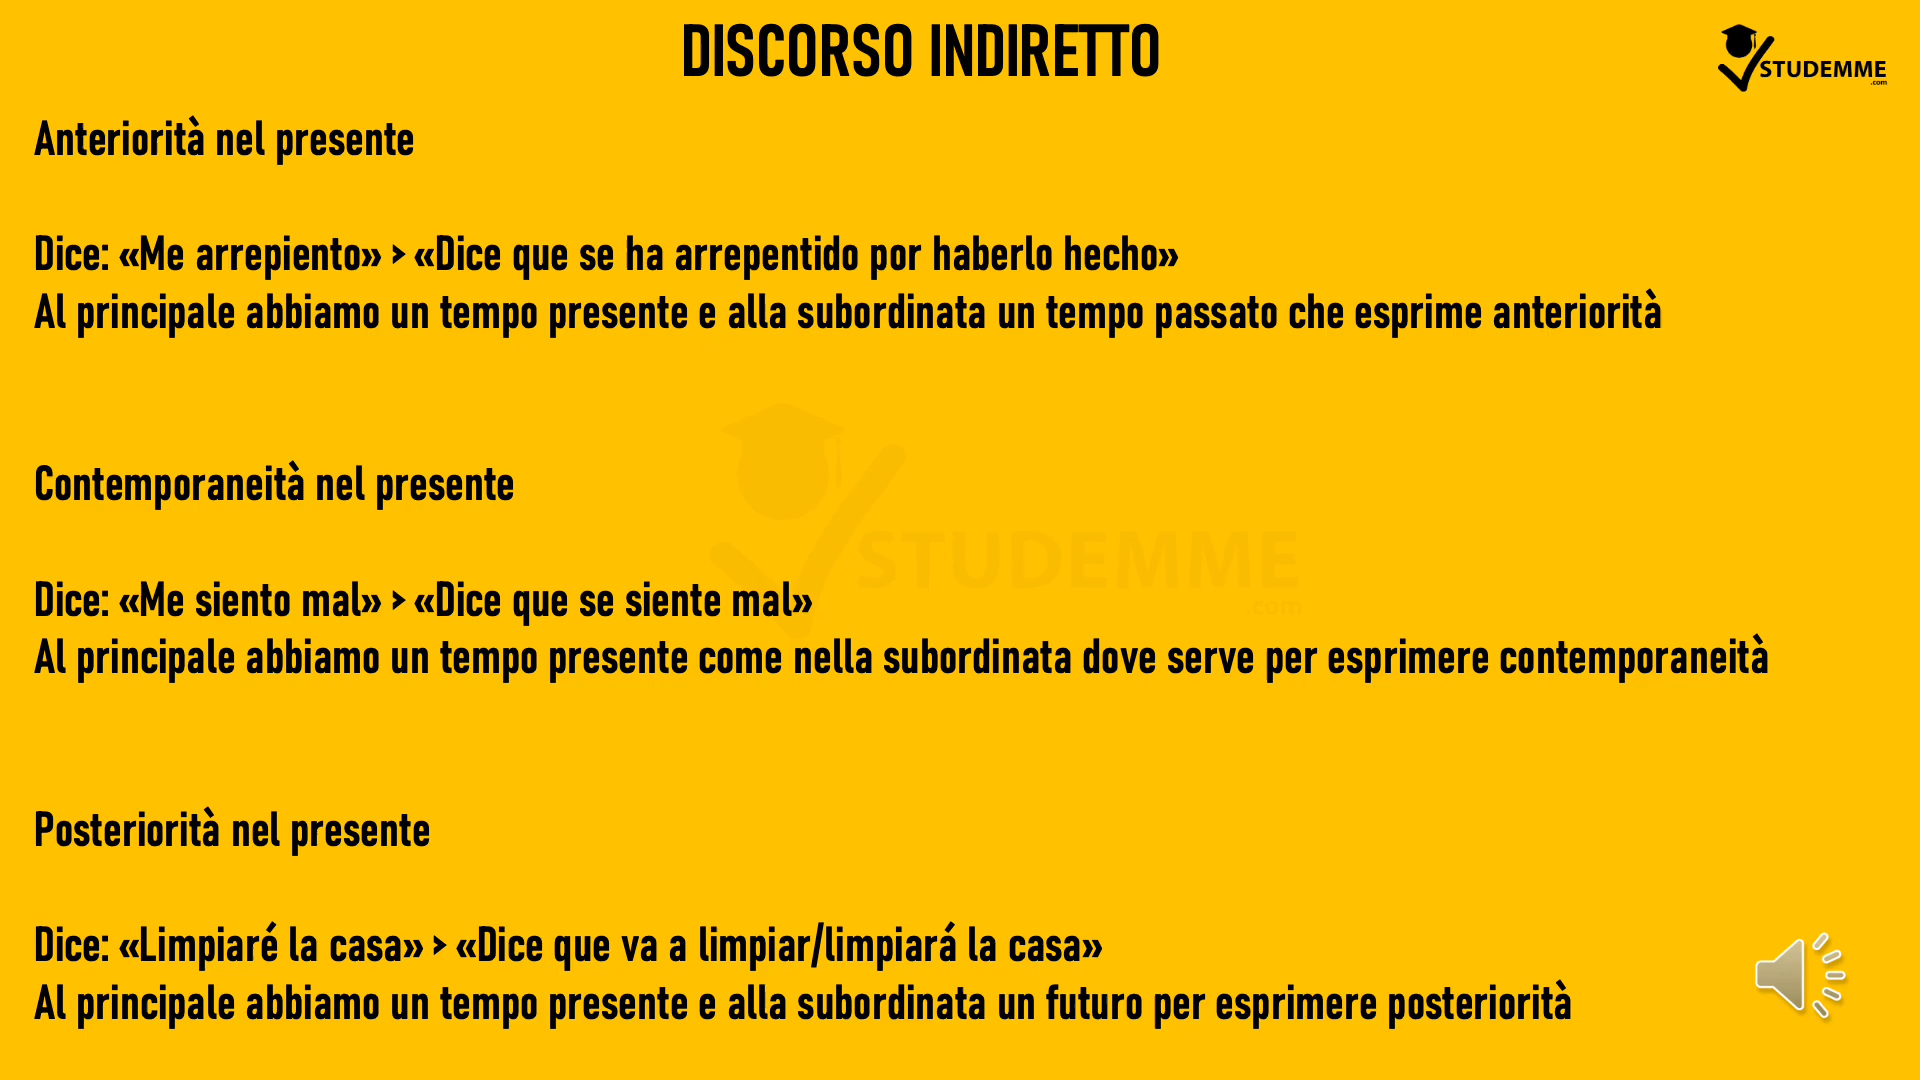 DISCORSO INDIRETTO
STUDEMME
.com
Anteriorità nel presente
Dice: «Me arrepiento» > «Dice que se ha arrepentido por haberlo hecho»
Al principale abbiamo un tempo presente e alla subordinata un tempo passato che esprime anteriorità
Contemporaneità nel presente
STUDEMME
.com
Dice: «Me siento mal» > «Dice que se siente mal»
Al principale abbiamo un tempo presente come nella subordinata dove serve per esprimere contemporaneità
Posteriorità nel presente
Dice: «Limpiaré la casa» > «Dice que va a limpiar/limpiará la casa»
Al principale abbiamo un tempo presente e alla subordinata un futuro per esprimere posteriorità